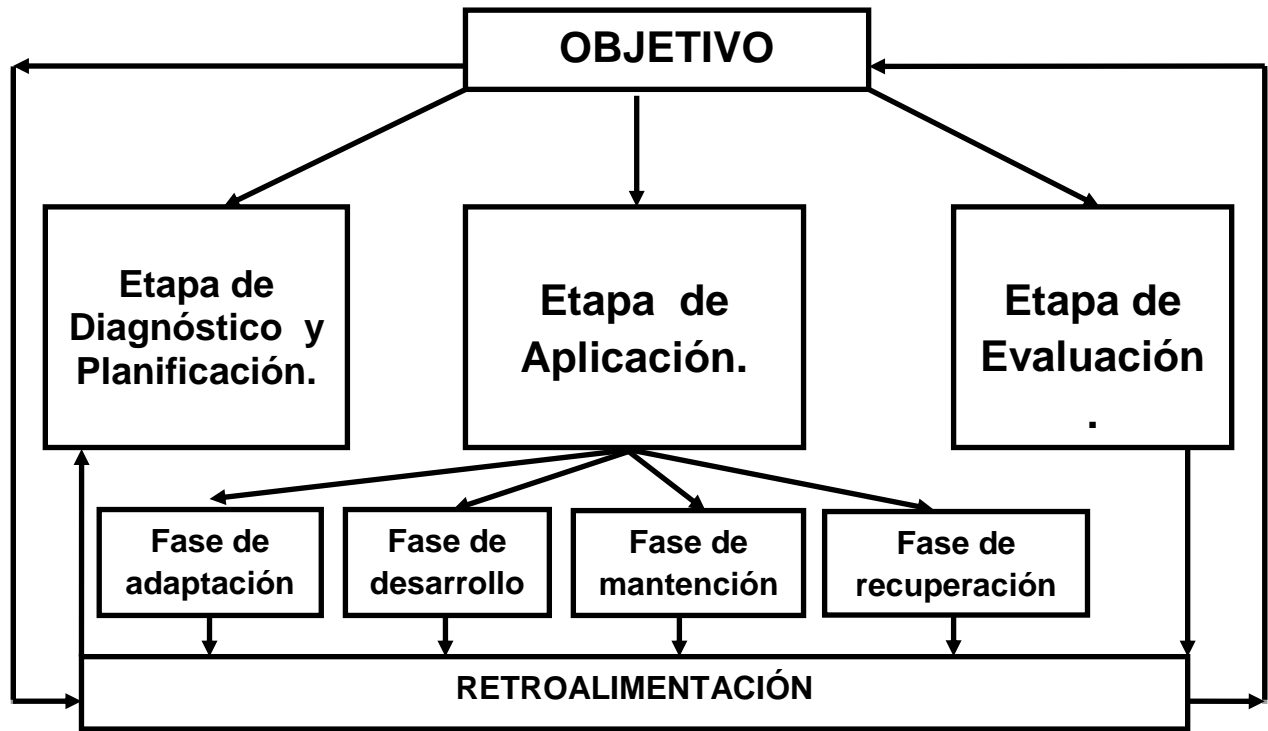 OBJETIVO
Etapa de
Diagnóstico y
Planificación.
Etapa de
Aplicación.
Etapa de
Evaluación
.
Fase de
adaptación
Fase de
desarrollo
Fase de
mantención
Fase de
recuperación
RETROALIMENTACIÓN